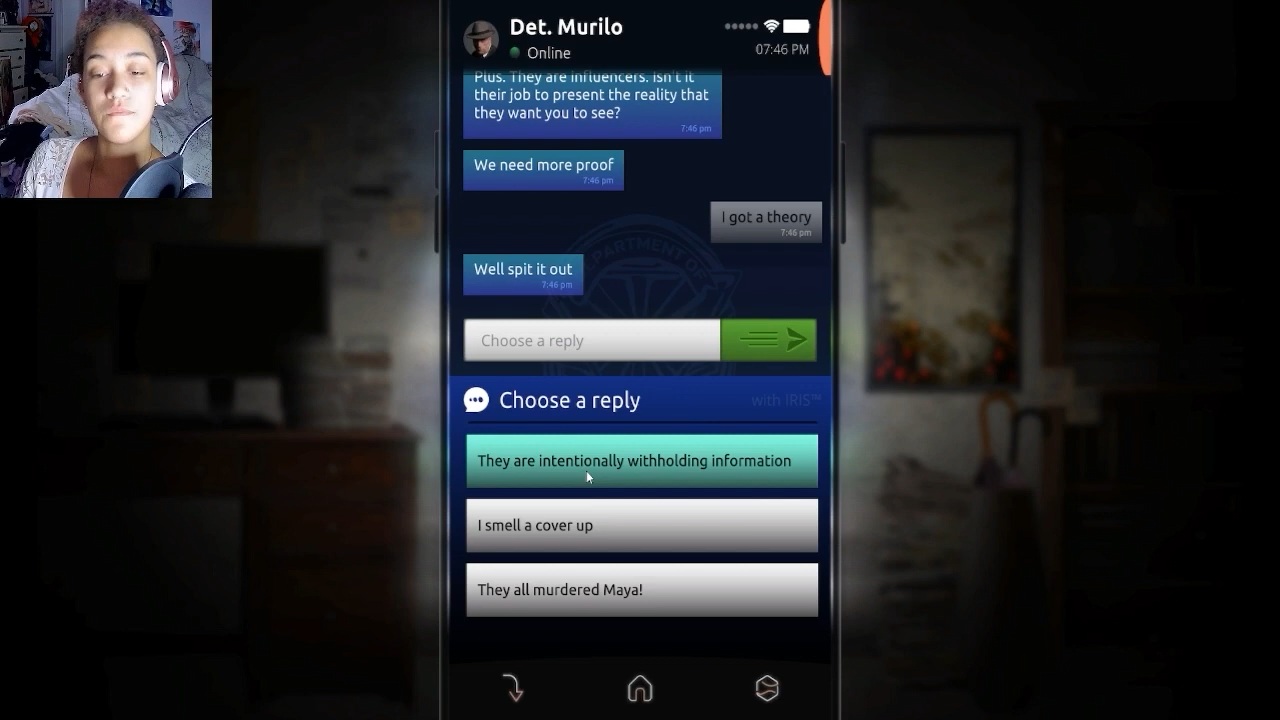 Det. Murilo
Online
07:46 PM
Plus. They are influencers. Isn't it
their job to present the reality that
they want you to see?
7:46 pm
We need more proof
7:46 pm
I got a theory
7:46 pm
Well spit it out
7:46 pm
Choose a reply
Choose a reply
with IRIS™
They are intentionally withholding information
I smell a cover up
They all murdered Maya!